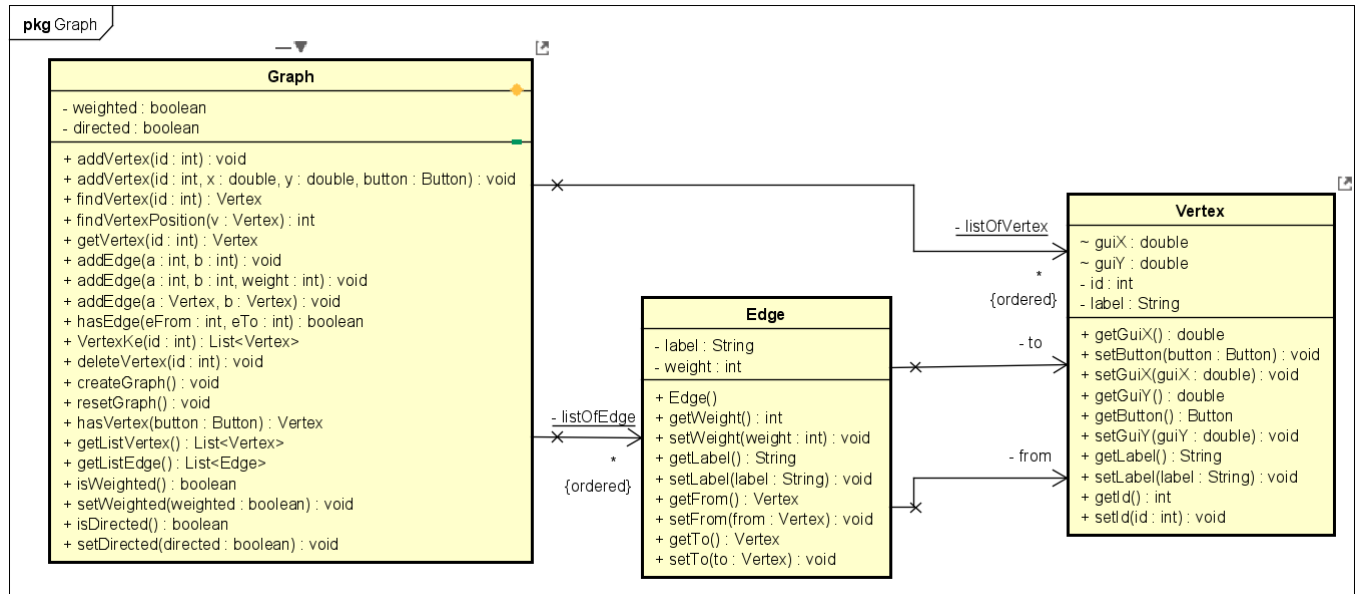 pkg Graph
Graph
- weighted : boolean
- directed : boolean
+ addVertex(id : int) : void
+ addVertex(id : int, x : double, y : double, button : Button) : void
+ findVertex(id : int) : Vertex
+ findVertexPosition(v : Vertex) : int
+ getVertex(id : int) : Vertex
+ addEdge(a : int, b : int) : void
+ addEdge(a : int, b : int, weight : int) : void
+ addEdge(a : Vertex, b : Vertex) : void
+ hasEdge(eFrom : int, eTo : int) : boolean
+ VertexKe(id : int) : List<Vertex>
+ deleteVertex(id : int) : void
+ createGraph() : void
+ resetGraph() : void
+ hasVertex(button : Button) : Vertex
+ getListVertex() : List<Vertex>
+ getListEdge() : List<Edge>
+ isWeighted() : boolean
+ setWeighted(weighted : boolean) : void
+ isDirected() : boolean
+ setDirected(directed : boolean) : void
- listOfEdge
*
{ordered}
Edge
- label : String
- weight : int
+ Edge()
+ getWeight() : int
+ setWeight(weight : int) : void
+ getLabel() : String
+ setLabel(label : String) : void
+ getFrom() : Vertex
+ setFrom(from : Vertex) : void
+ getTo() : Vertex
+ setTo(to : Vertex) : void
- listOfVertex
*
{ordered}
- to
- from
Vertex
~ guiX : double
~ guiY : double
- id : int
- label : String
+ getGuiX() : double
+ setButton(button : Button) : void
+ setGuiX(guiX : double) : void
+ getGuiY() : double
+ getButton() : Button
+ setGuiY(guiY : double) : void
+ getLabel() : String
+ setLabel(label : String) : void
+ getId() : int
+ setId(id : int) : void